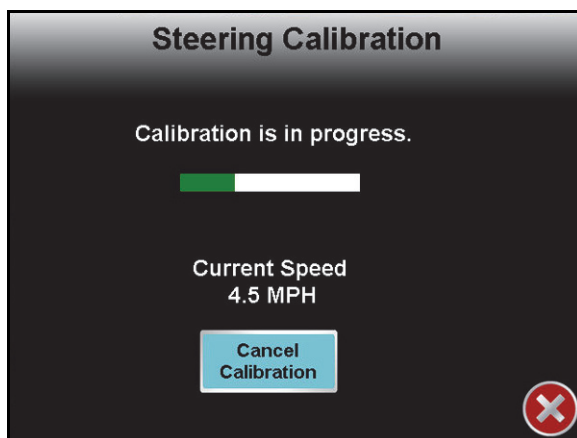 Steering Calibration
Calibration is in progress.
Current Speed
4.5 MPH
Cancel
Calibration